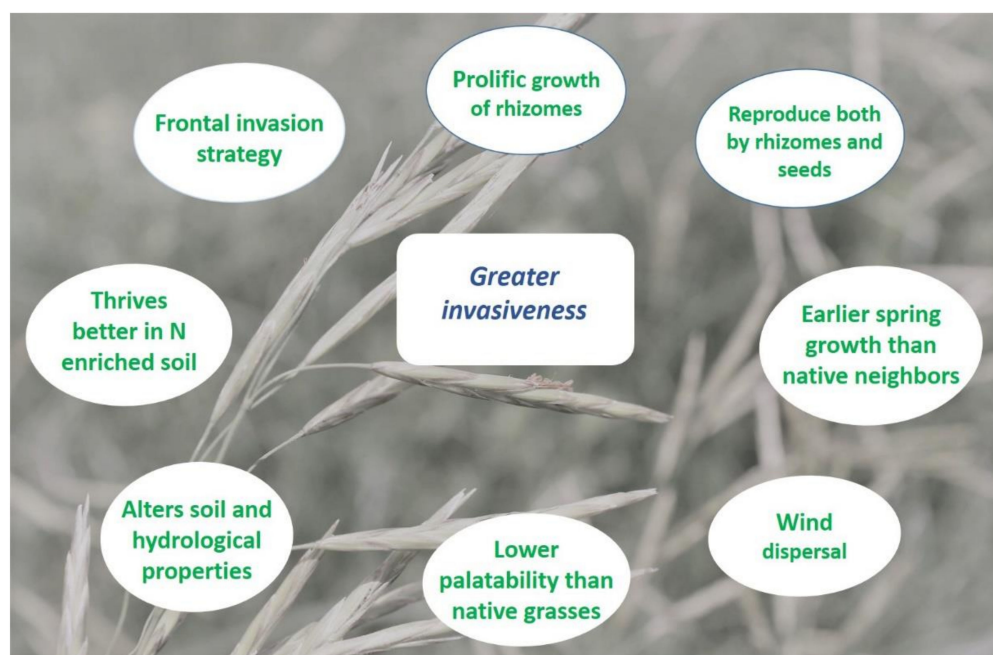 Prolific growth
of rhizomes
Frontal invasion
strategy
Reproduce both
by rhizomes and
seeds
Greater
invasiveness
Thrives
better in N
enriched soil
Earlier spring
growth than
native neighbors
Alters soil and
hydrological
properties
Lower
palatability than
native grasses
Wind
dispersal